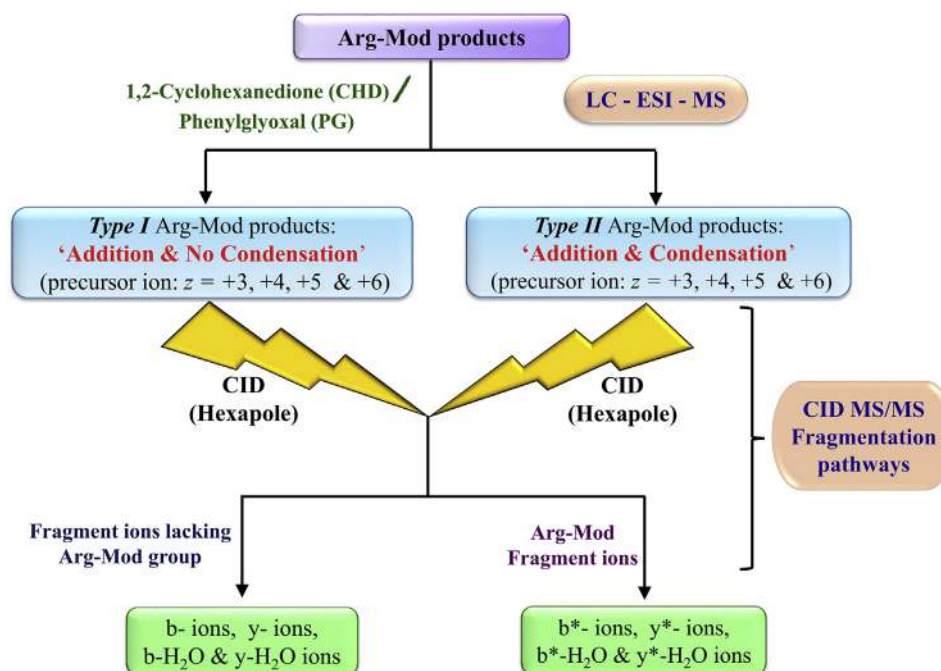 Arg-Mod products
1,2-Cyclohexanedione (CHD) /
Phenylglyoxal (PG)
LC - ESI - MS
Type I Arg-Mod products:
‘Addition & No Condensation’
(precursor ion: z = +3, +4, +5 & +6)
Type II Arg-Mod products:
‘Addition & Condensation’
(precursor ion: z = +3, +4, +5 & +6)
CID
(Hexapole)
CID
(Hexapole)
CID MS/MS
Fragmentation
pathways
Fragment ions lacking
Arg-Mod group
Arg-Mod
Fragment ions
b- ions, y- ions,
b-H₂O & y-H₂O ions
b*- ions, y*- ions,
b*-H₂O & y*-H₂O ions